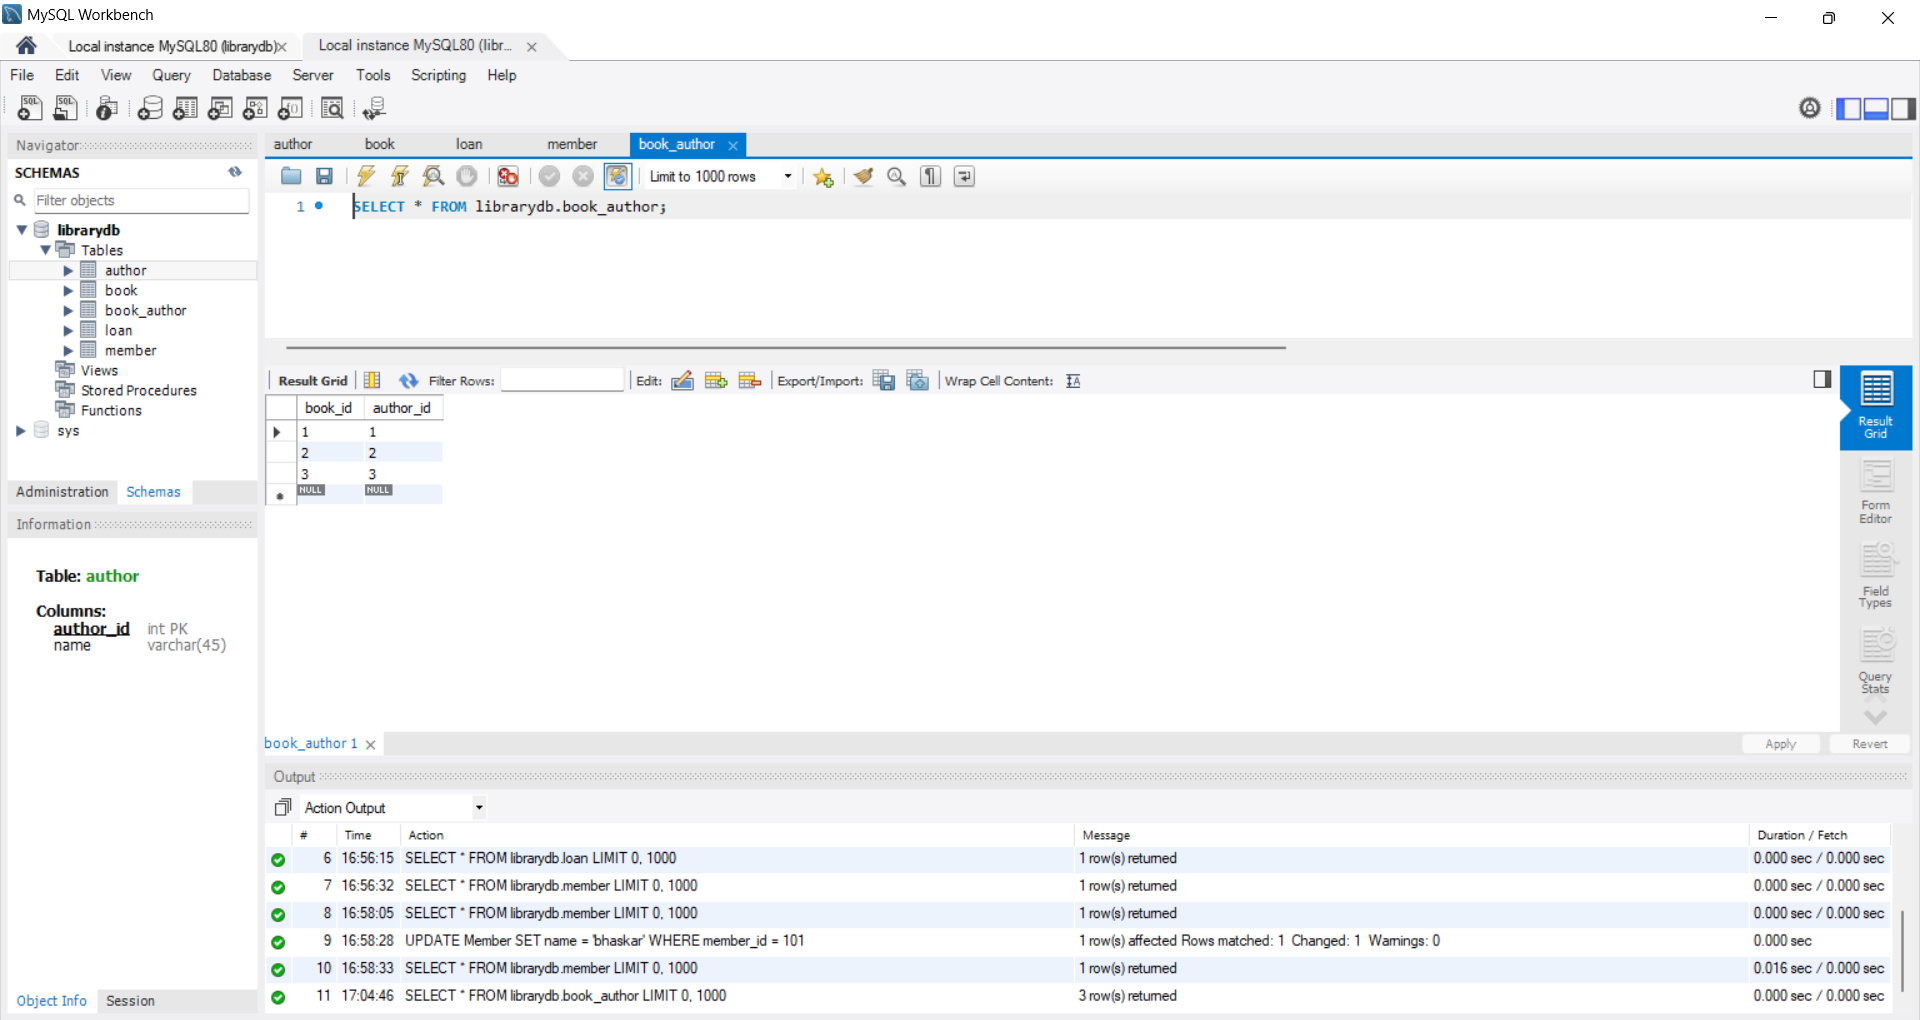 MySQL Workbench
Local instance MySQL80 (librarydb)
Local instance MySQL80 (libr...
File Edit View Query Database Server Tools Scripting Help
Navigator
SCHEMAS
Filter objects
librarydb
Tables
author
book
book_author
loan
member
Views
Stored Procedures
Functions
sys
Administration Schemas
Information
Table: author
Columns:
author_id int PK
name varchar(45)
Object Info Session
author book loan member book_author
Limit to 1000 rows
1 SELECT * FROM librarydb.book_author;
Result Grid Filter Rows: Edit: Export/Import: Wrap Cell Content:
book_id author_id
1 1
2 2
3 3
NULL NULL
Result
Grid
Form
Editor
Field
Types
Query
Stats
book_author 1
Apply Revert
Output
Action Output
# Time Action Message Duration / Fetch
6 16:56:15 SELECT * FROM librarydb.loan LIMIT 0, 1000 1 row(s) returned 0.000 sec / 0.000 sec
7 16:56:32 SELECT * FROM librarydb.member LIMIT 0, 1000 1 row(s) returned 0.000 sec / 0.000 sec
8 16:58:05 SELECT * FROM librarydb.member LIMIT 0, 1000 1 row(s) returned 0.000 sec / 0.000 sec
9 16:58:28 UPDATE Member SET name = 'bhaskar' WHERE member_id = 101 1 row(s) affected Rows matched: 1 Changed: 1 Warnings: 0 0.000 sec
10 16:58:33 SELECT * FROM librarydb.member LIMIT 0, 1000 1 row(s) returned 0.016 sec / 0.000 sec
11 17:04:46 SELECT * FROM librarydb.book_author LIMIT 0, 1000 3 row(s) returned 0.000 sec / 0.000 sec